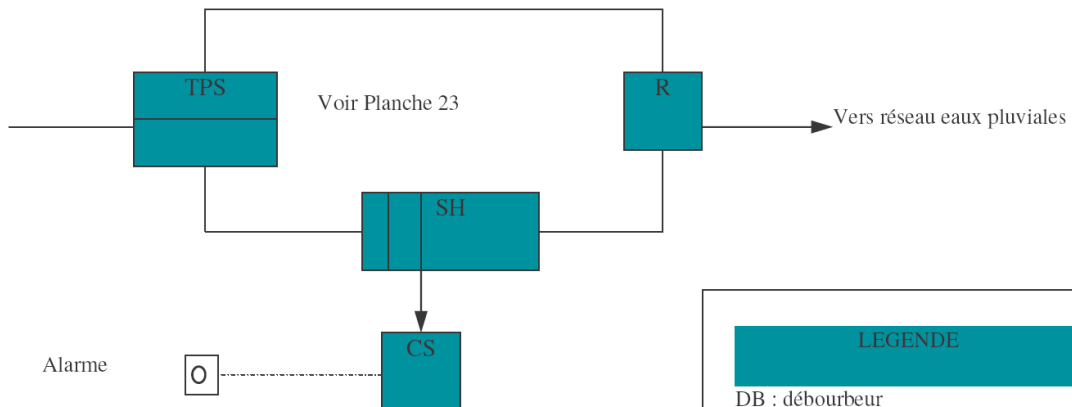 TPS
Voir Planche 23
R
Vers réseau eaux pluviales
SH
CS
Alarme
O
LEGENDE
DB : débourbeur